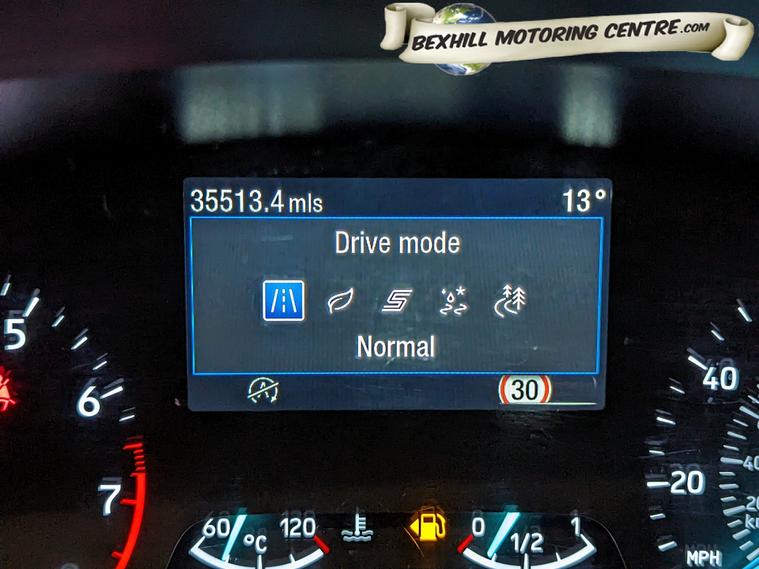 BEXHILL MOTORING CENTRE.COM
35513.4 mls 13°
Drive mode
Normal
A
30
5
6
7
40
20
MPH
60 °C 120
0 1/2 1